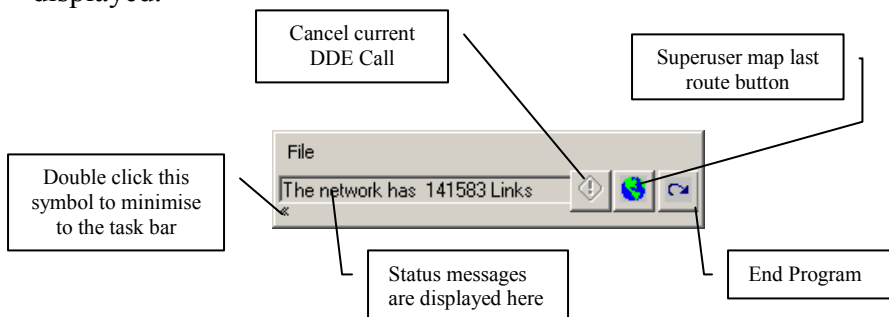 displayed.
Cancel current
DDE Call
Superuser map last
route button
File
Double click this
symbol to minimise
to the task bar
The network has 141583 Links
«
Status messages
are displayed here
End Program